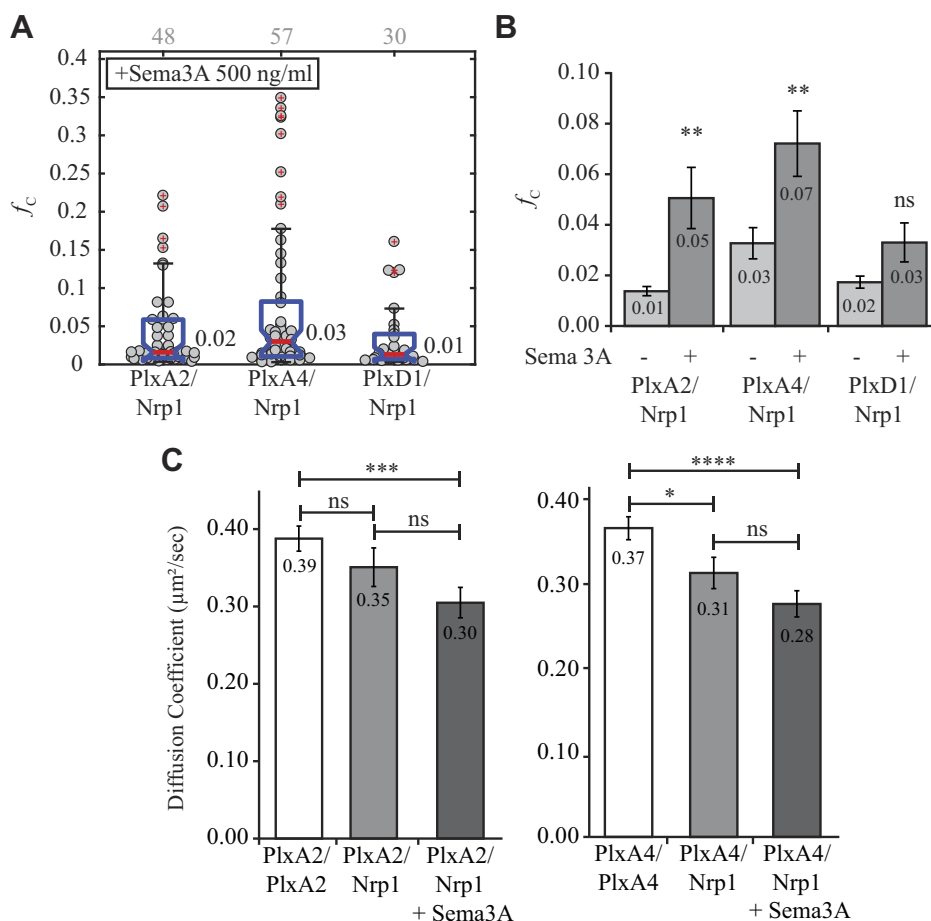 A
48 57 30
+Sema3A 500 ng/ml
0.4
0.35
0.3
0.25
0.2
0.15
0.1
0.05
0
fc
0.02
0.03
0.01
PlxA2/ PlxA4/ PlxD1/
Nrp1 Nrp1 Nrp1
B
0.10
0.08
0.06
0.04
0.02
0.00
fc
** ** ns
0.01 0.05 0.03 0.07 0.02 0.03
Sema 3A - + - + - +
PlxA2/ PlxA4/ PlxD1/
Nrp1 Nrp1 Nrp1
C
Diffusion Coefficient (µm²/sec)
0.40
0.30
0.20
0.10
0.00
***
ns
ns
0.39
0.35
0.30
PlxA2/ PlxA2/ PlxA2/
PlxA2 Nrp1 Nrp1
+ Sema3A
0.40
0.30
0.20
0.10
0.00
****
*
ns
0.37
0.31
0.28
PlxA4/ PlxA4/ PlxA4/
PlxA4 Nrp1 Nrp1
+ Sema3A